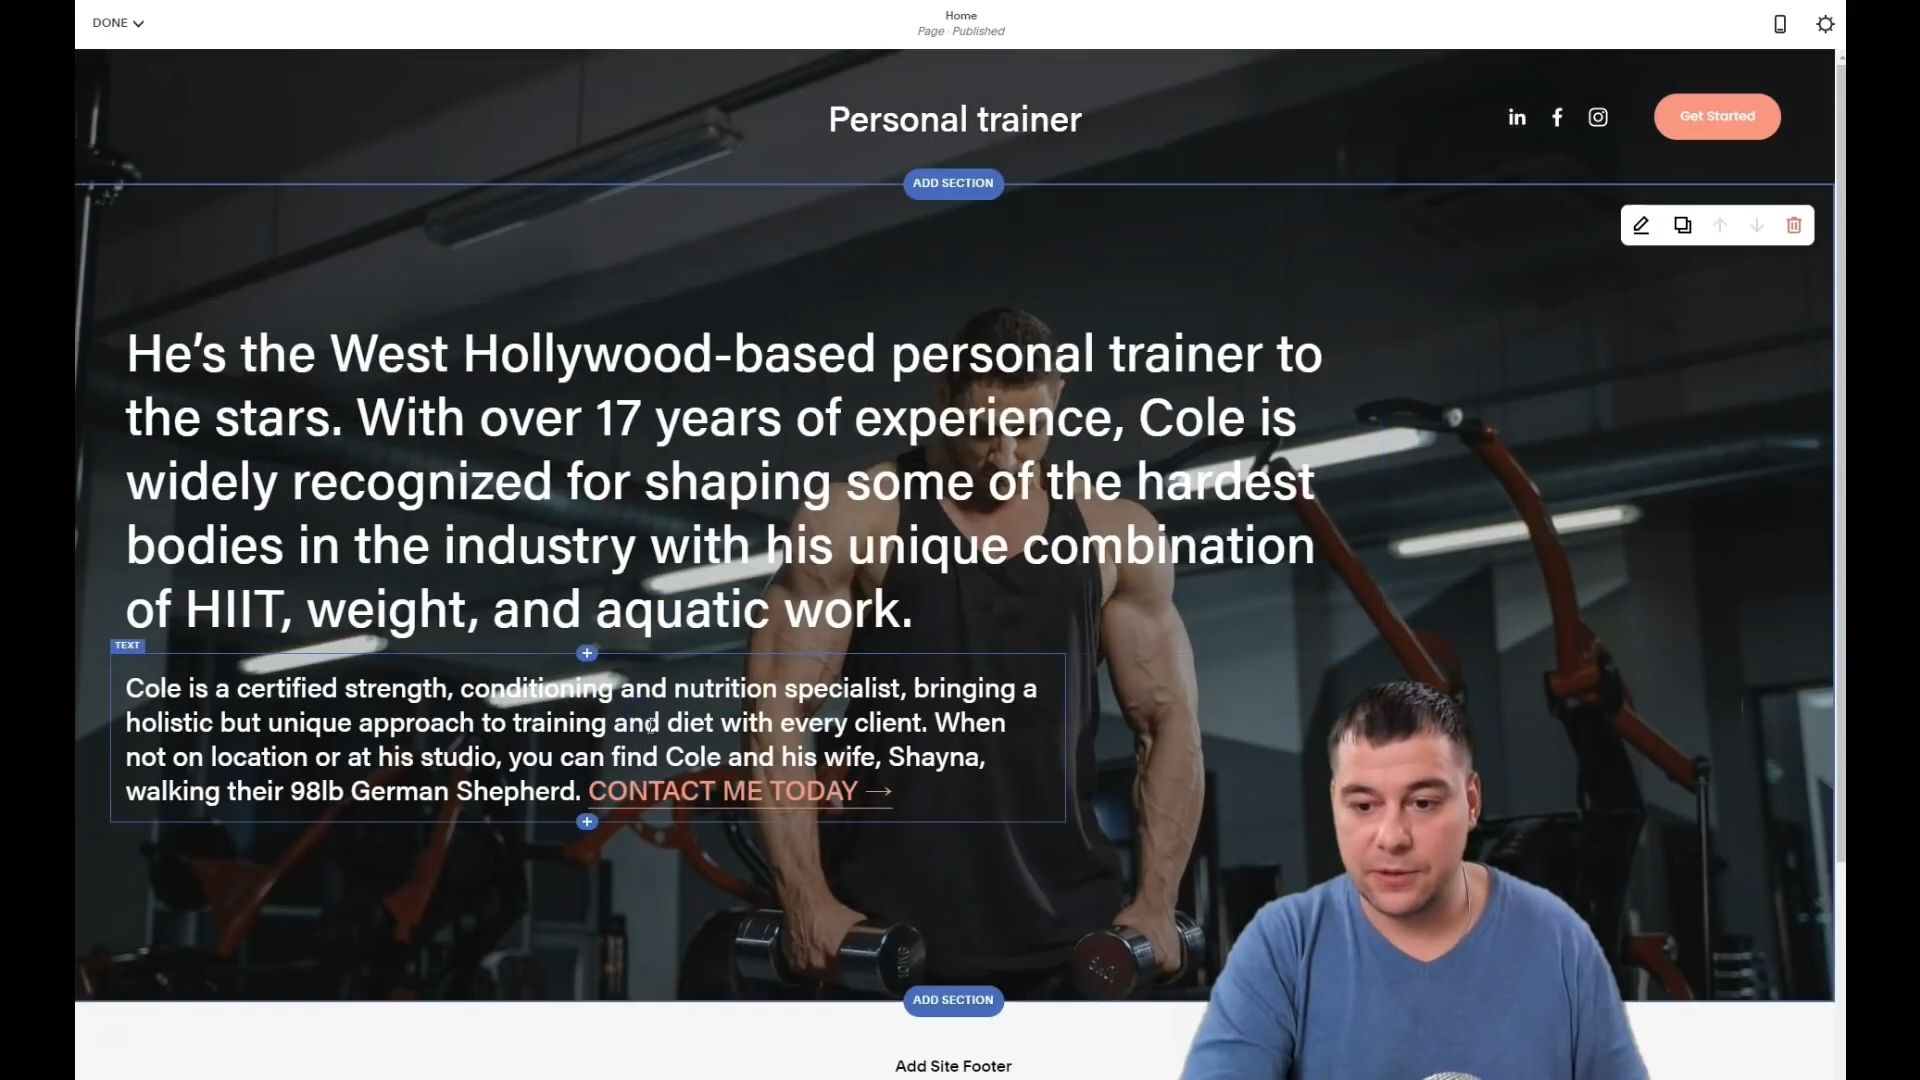 DONE
Home
Page · Published
Personal trainer
Get Started
ADD SECTION
He's the West Hollywood-based personal trainer to
the stars. With over 17 years of experience, Cole is
widely recognized for shaping some of the hardest
bodies in the industry with his unique combination
of HIIT, weight, and aquatic work.
TEXT
Cole is a certified strength, conditioning and nutrition specialist, bringing a
holistic but unique approach to training and diet with every client. When
not on location or at his studio, you can find Cole and his wife, Shayna,
walking their 98lb German Shepherd. CONTACT ME TODAY →
10KG
ADD SECTION
Add Site Footer